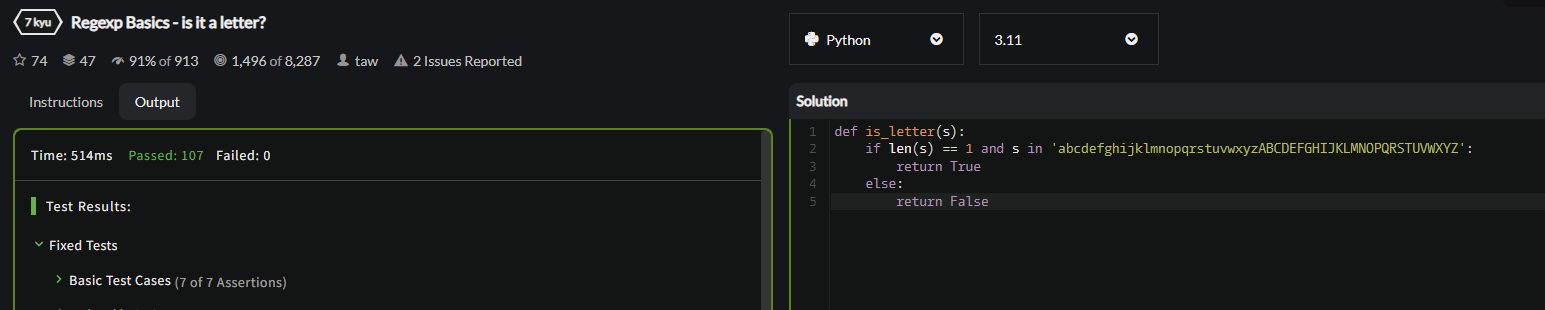 7 kyu Regexp Basics - is it a letter?
74 47 91% of 913 1,496 of 8,287 taw 2 Issues Reported
Instructions Output
Time: 514ms Passed: 107 Failed: 0
Test Results:
Fixed Tests
Basic Test Cases (7 of 7 Assertions)
Python 3.11
Solution
1 def is_letter(s):
2 if len(s) == 1 and s in 'abcdefghijklmnopqrstuvwxyzABCDEFGHIJKLMNOPQRSTUVWXYZ':
3 return True
4 else:
5 return False